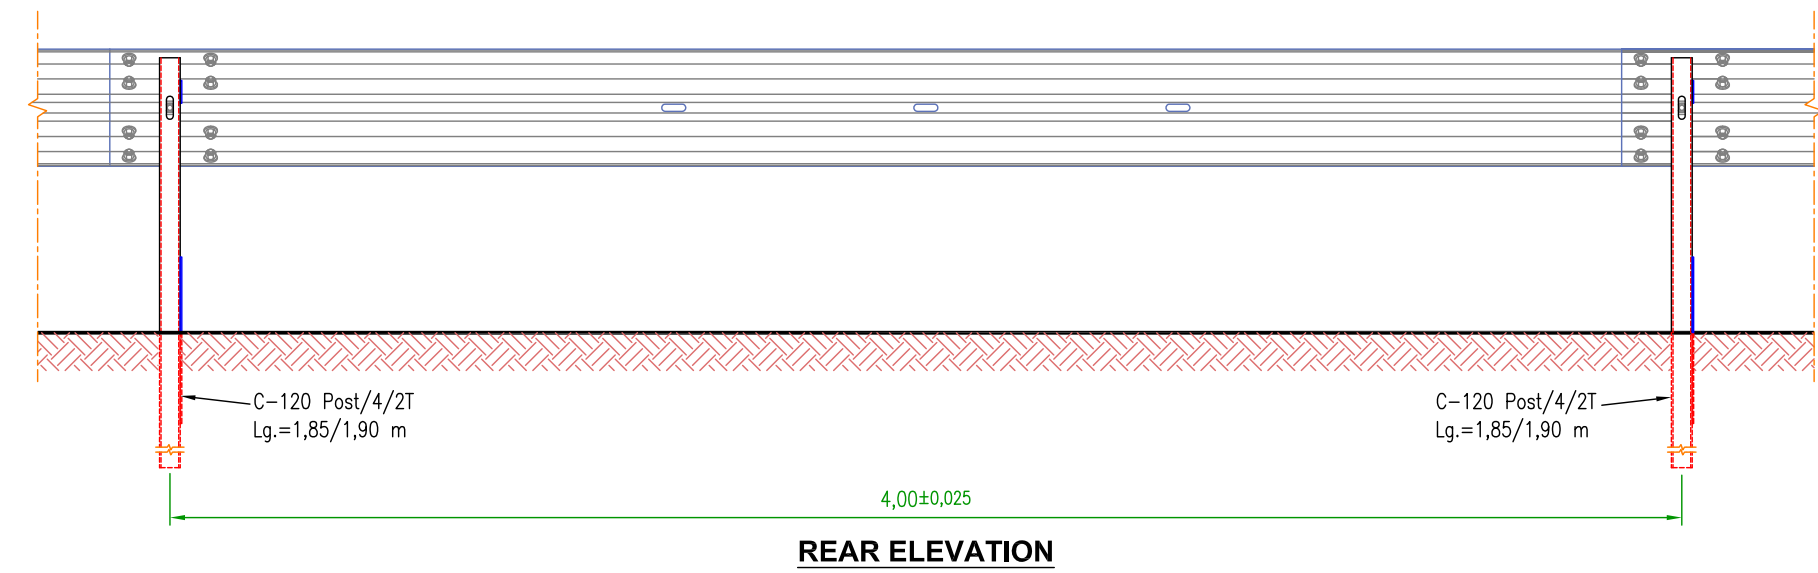 C-120 Post/4/2T
Lg.=1,85/1,90 m
C-120 Post/4/2T
Lg.=1,85/1,90 m
4,00±0,025
REAR ELEVATION